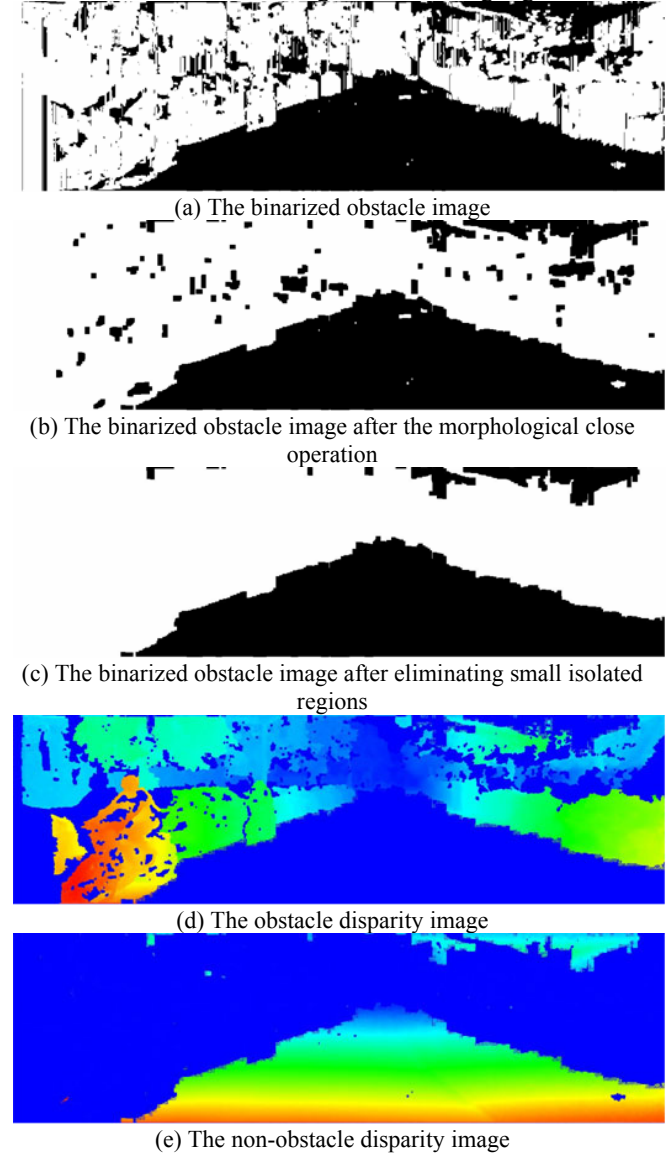 (a) The binarized obstacle image
(b) The binarized obstacle image after the morphological close
operation
(c) The binarized obstacle image after eliminating small isolated
regions
(d) The obstacle disparity image
(e) The non-obstacle disparity image